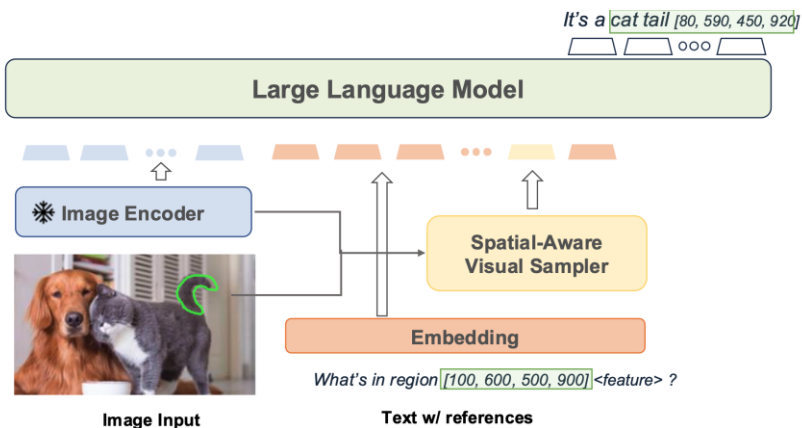 It's a cat tail [80, 590, 450, 920]
Large Language Model
Image Encoder
Spatial-Aware
Visual Sampler
Embedding
What's in region [100, 600, 500, 900] <feature> ?
Image Input
Text w/ references